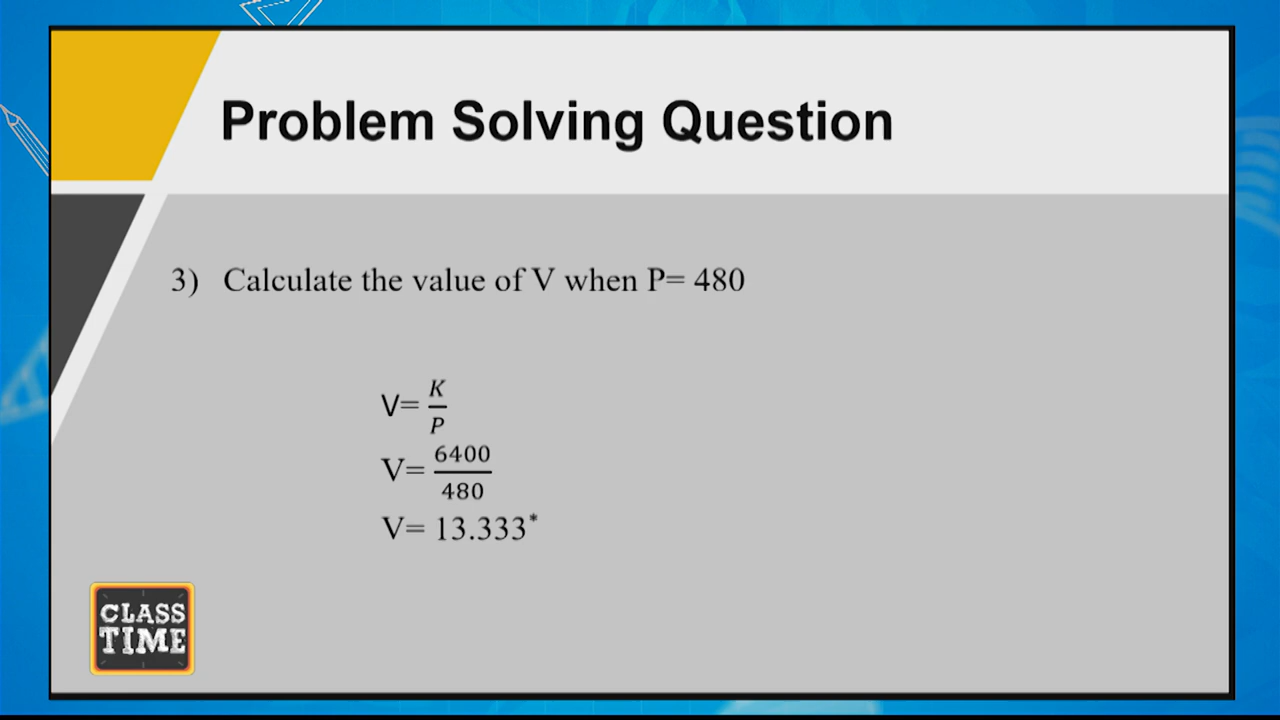 Problem Solving Question
3) Calculate the value of V when P= 480
V= K/P
V= 6400/480
V= 13.333*
CLASS
TIME